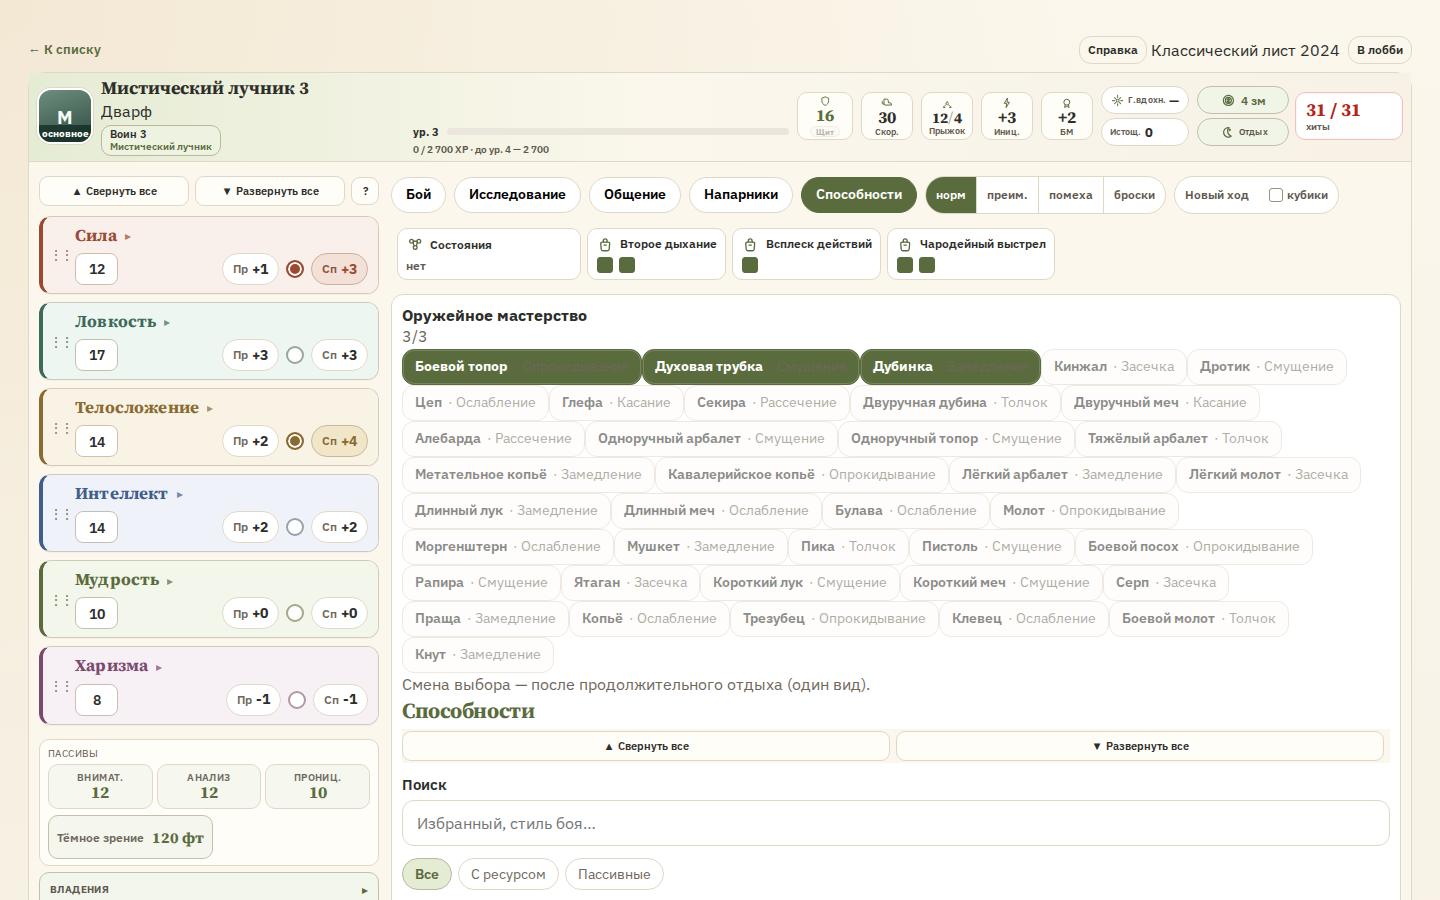 ← К списку
Справка Классический лист 2024 В лобби
М
основное
Мистический лучник 3
Дварф
Воин 3
Мистический лучник
ур. 3
0 / 2 700 XP · до ур. 4 — 2 700
16
Щит
30
Скор.
12/4
Прыжок
+3
Иниц.
+2
БМ
Г.вдохн. —
Истощ. 0
4 зм
Отдых
31 / 31
хиты
▲ Свернуть все ▼ Развернуть все ?
Сила ▸
12 Пр +1 Сп +3
Ловкость ▸
17 Пр +3 Сп +3
Телосложение ▸
14 Пр +2 Сп +4
Интеллект ▸
14 Пр +2 Сп +2
Мудрость ▸
10 Пр +0 Сп +0
Харизма ▸
8 Пр -1 Сп -1
ПАССИВЫ
ВНИМАТ. АНАЛИЗ ПРОНИЦ.
12 12 10
Тёмное зрение 120 фт
ВЛАДЕНИЯ ▸
Бой Исследование Общение Напарники Способности норм преим. помеха броски Новый ход кубики
Состояния
нет
Второе дыхание
Всплеск действий
Чародейный выстрел
Оружейное мастерство
3/3
Боевой топор · Опрокидывание Духовая трубка · Смущение Дубинка · Замедление Кинжал · Засечка Дротик · Смущение
Цеп · Ослабление Глефа · Касание Секира · Рассечение Двуручная дубина · Толчок Двуручный меч · Касание
Алебарда · Рассечение Одноручный арбалет · Смущение Одноручный топор · Смущение Тяжёлый арбалет · Толчок
Метательное копьё · Замедление Кавалерийское копьё · Опрокидывание Лёгкий арбалет · Замедление Лёгкий молот · Засечка
Длинный лук · Замедление Длинный меч · Ослабление Булава · Ослабление Молот · Опрокидывание
Моргенштерн · Ослабление Мушкет · Замедление Пика · Толчок Пистоль · Смущение Боевой посох · Опрокидывание
Рапира · Смущение Ятаган · Засечка Короткий лук · Смущение Короткий меч · Смущение Серп · Засечка
Праща · Замедление Копьё · Ослабление Трезубец · Опрокидывание Клевец · Ослабление Боевой молот · Толчок
Кнут · Замедление
Смена выбора — после продолжительного отдыха (один вид).
Способности
▲ Свернуть все ▼ Развернуть все
Поиск
Избранный, стиль боя...
Все С ресурсом Пассивные